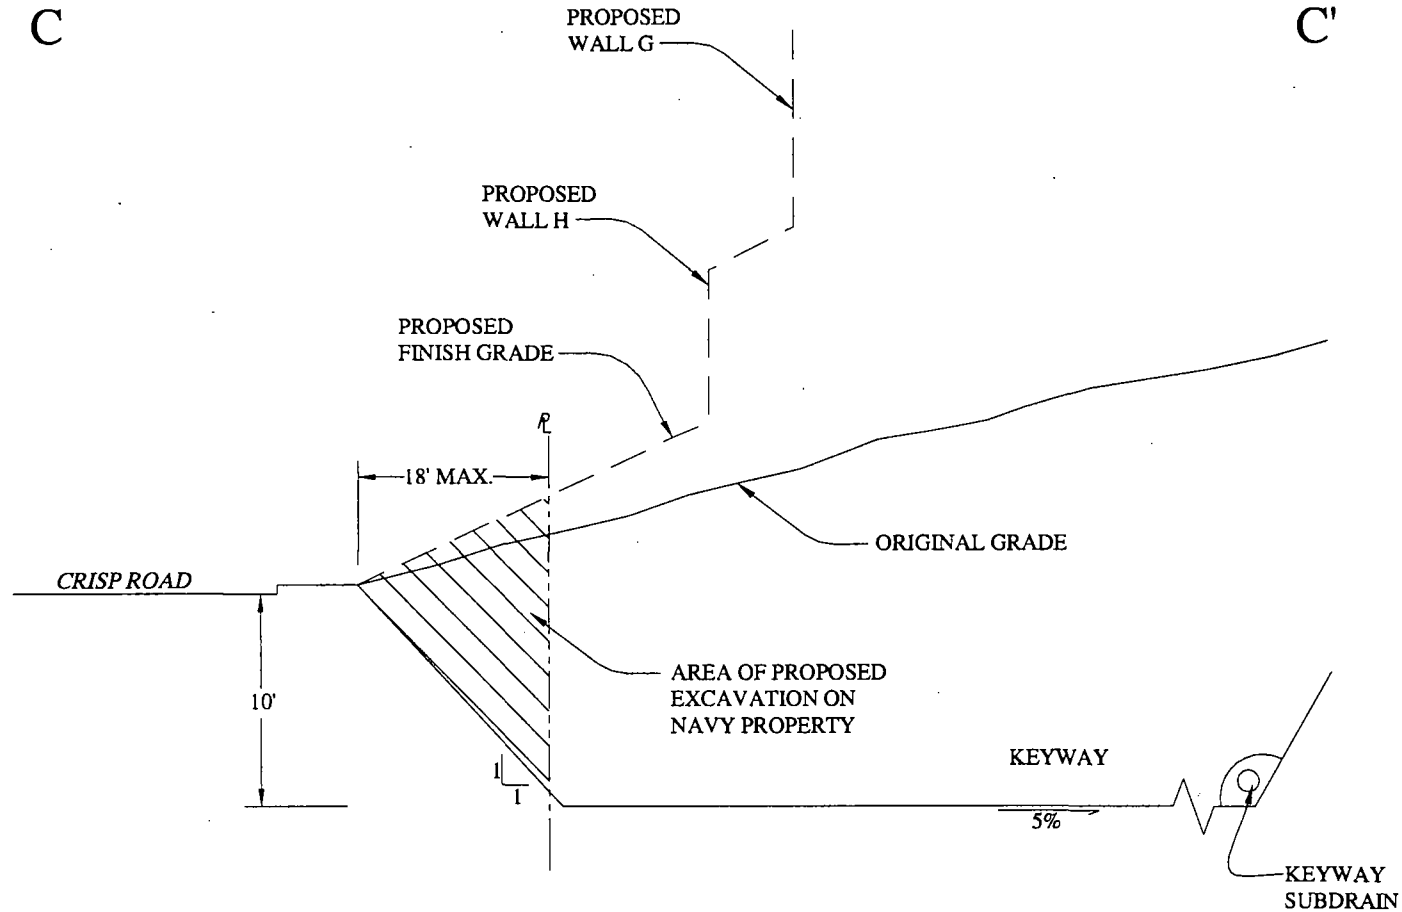 C
C'
PROPOSED
WALL G
PROPOSED
WALL H
PROPOSED
FINISH GRADE
PL
18' MAX.
ORIGINAL GRADE
CRISP ROAD
AREA OF PROPOSED
EXCAVATION ON
NAVY PROPERTY
10'
1
1
KEYWAY
5%
KEYWAY
SUBDRAIN